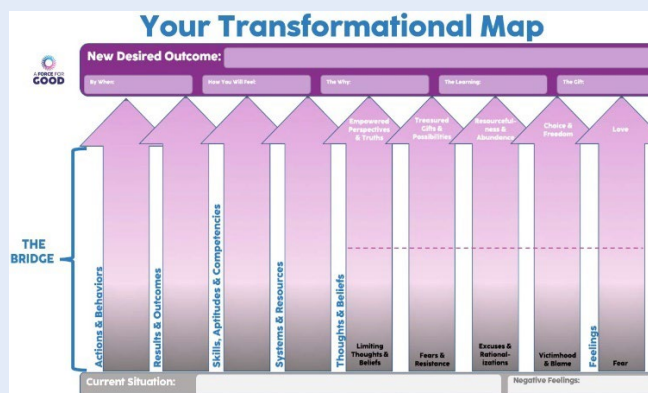 Your Transformational Map
A FORCE FOR
GOOD
New Desired Outcome:
By When:
How You Will Feel:
The Why:
The Learning:
The Gift:
Empowered
Perspectives
& Truths
Treasured
Gifts &
Possibilities
Resourceful-
ness &
Abundance
Choice &
Freedom
Love
THE
BRIDGE
Actions & Behaviors
Results & Outcomes
Skills, Aptitudes & Competencies
Systems & Resources
Thoughts & Beliefs
Feelings
Limiting
Thoughts &
Beliefs
Fears &
Resistance
Excuses &
Rational-
izations
Victimhood
& Blame
Fear
Current Situation:
Negative Feelings: